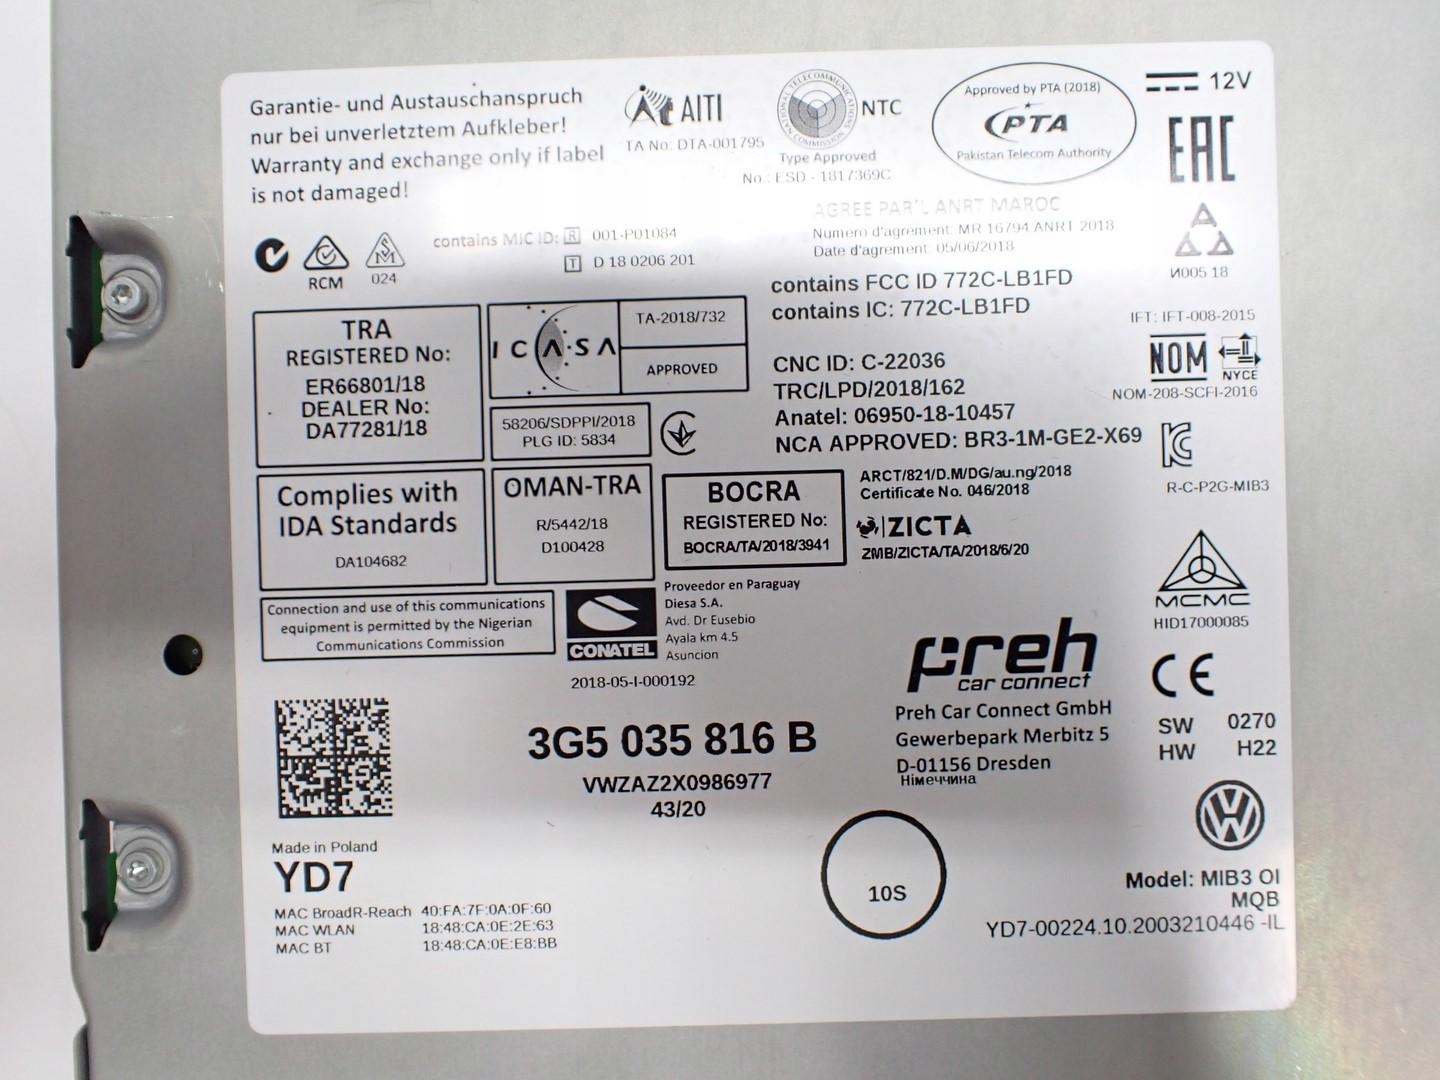 Garantie- und Austauschanspruch
nur bei unverletztem Aufkleber!
Warranty and exchange only if label
is not damaged!
AITI
TA No: DTA-001795
NATIONAL TELECOMMUNICATIONS COMMISSION
NTC
Type Approved
No.: ESD - 1817369C
Approved by PTA (2018)
PTA
Pakistan Telecom Authority
12V
EAC
RCM
S M
024
contains MIC ID: R 001-P01084
T D 18 0206 201
AGREE PAR L'ANRT MAROC
Numero d'agrement: MR 16794 ANRT 2018
Date d'agrement: 05/06/2018
И005 18
contains FCC ID 772C-LB1FD
contains IC: 772C-LB1FD
IFT: IFT-008-2015
NOM
NYCE
NOM-208-SCFI-2016
TRA
REGISTERED No:
ER66801/18
DEALER No:
DA77281/18
ICASA
TA-2018/732
APPROVED
58206/SDPPI/2018
PLG ID: 5834
CNC ID: C-22036
TRC/LPD/2018/162
Anatel: 06950-18-10457
NCA APPROVED: BR3-1M-GE2-X69
R-C-P2G-MIB3
Complies with
IDA Standards
DA104682
OMAN-TRA
R/5442/18
D100428
BOCRA
REGISTERED No:
BOCRA/TA/2018/3941
ARCT/821/D.M/DG/au.ng/2018
Certificate No. 046/2018
ZICTA
ZMB/ZICTA/TA/2018/6/20
MCMC
HID17000085
Connection and use of this communications
equipment is permitted by the Nigerian
Communications Commission
CONATEL
2018-05-I-000192
Proveedor en Paraguay
Diesa S.A.
Avd. Dr Eusebio
Ayala km 4.5
Asuncion
preh
car connect
Preh Car Connect GmbH
Gewerbepark Merbitz 5
D-01156 Dresden
Німеччина
CE
SW 0270
HW H22
3G5 035 816 B
VWZAZ2X0986977
43/20
Made in Poland
YD7
MAC BroadR-Reach 40:FA:7F:0A:0F:60
MAC WLAN 18:48:CA:0E:2E:63
MAC BT 18:48:CA:0E:E8:BB
10S
VW
Model: MIB3 OI
MQB
YD7-00224.10.2003210446 -IL